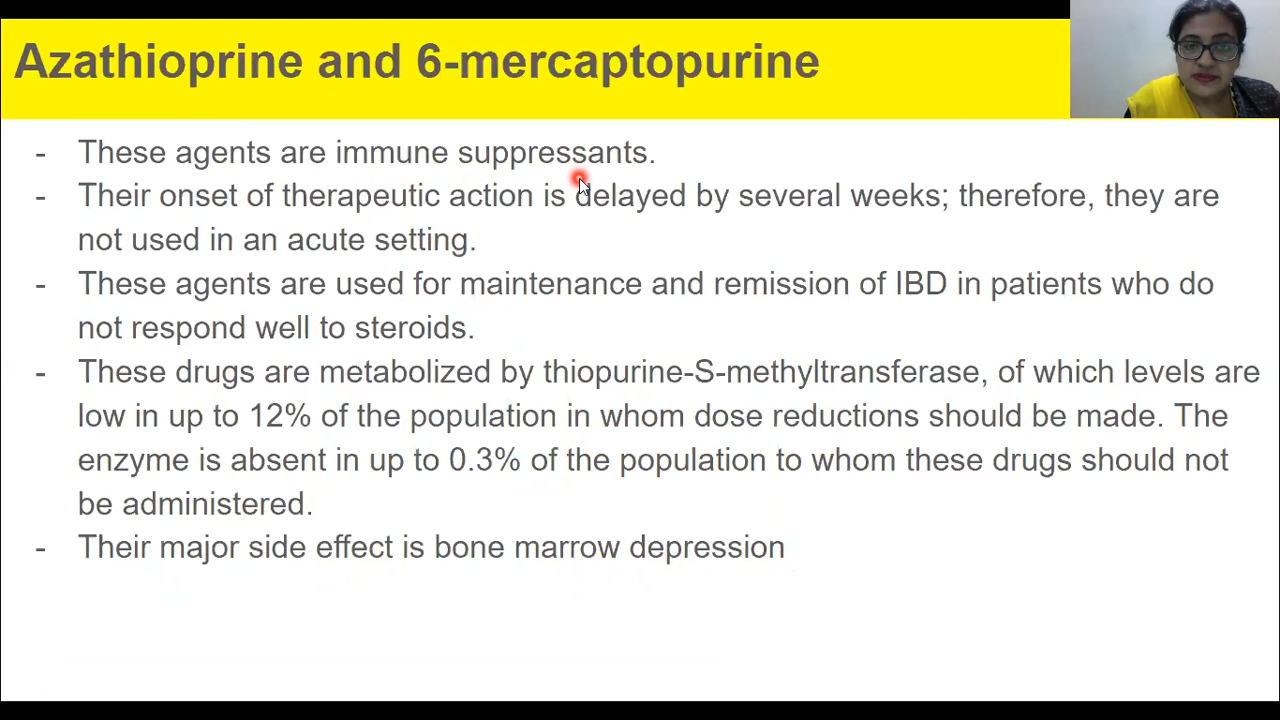 Azathioprine and 6-mercaptopurine
- These agents are immune suppressants.
- Their onset of therapeutic action is delayed by several weeks; therefore, they are
not used in an acute setting.
- These agents are used for maintenance and remission of IBD in patients who do
not respond well to steroids.
- These drugs are metabolized by thiopurine-S-methyltransferase, of which levels are
low in up to 12% of the population in whom dose reductions should be made. The
enzyme is absent in up to 0.3% of the population to whom these drugs should not
be administered.
- Their major side effect is bone marrow depression